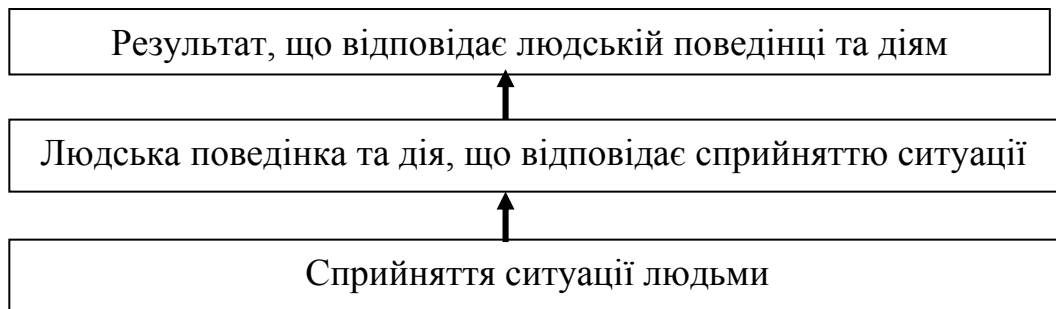 Результат, що відповідає людській поведінці та діям
Людська поведінка та дія, що відповідає сприйняттю ситуації
Сприйняття ситуації людьми